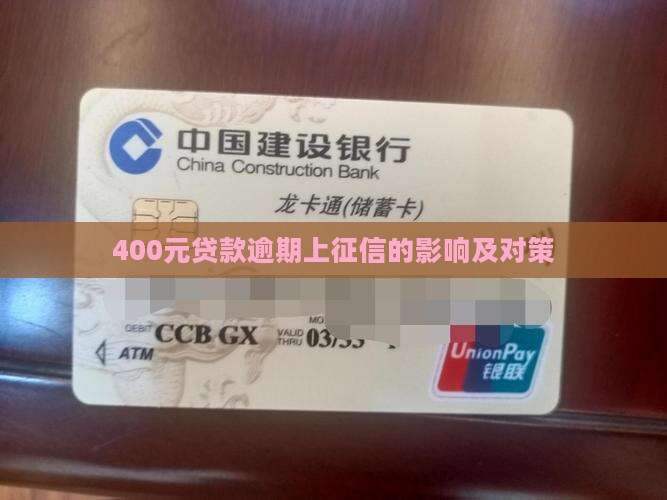 中国建设银行
China Construction Bank
龙卡通(储蓄卡)
400元贷款逾期上征信的影响及对策
DEBIT CCB GX VALID THRU 03/33
ATM
UnionPay
银联